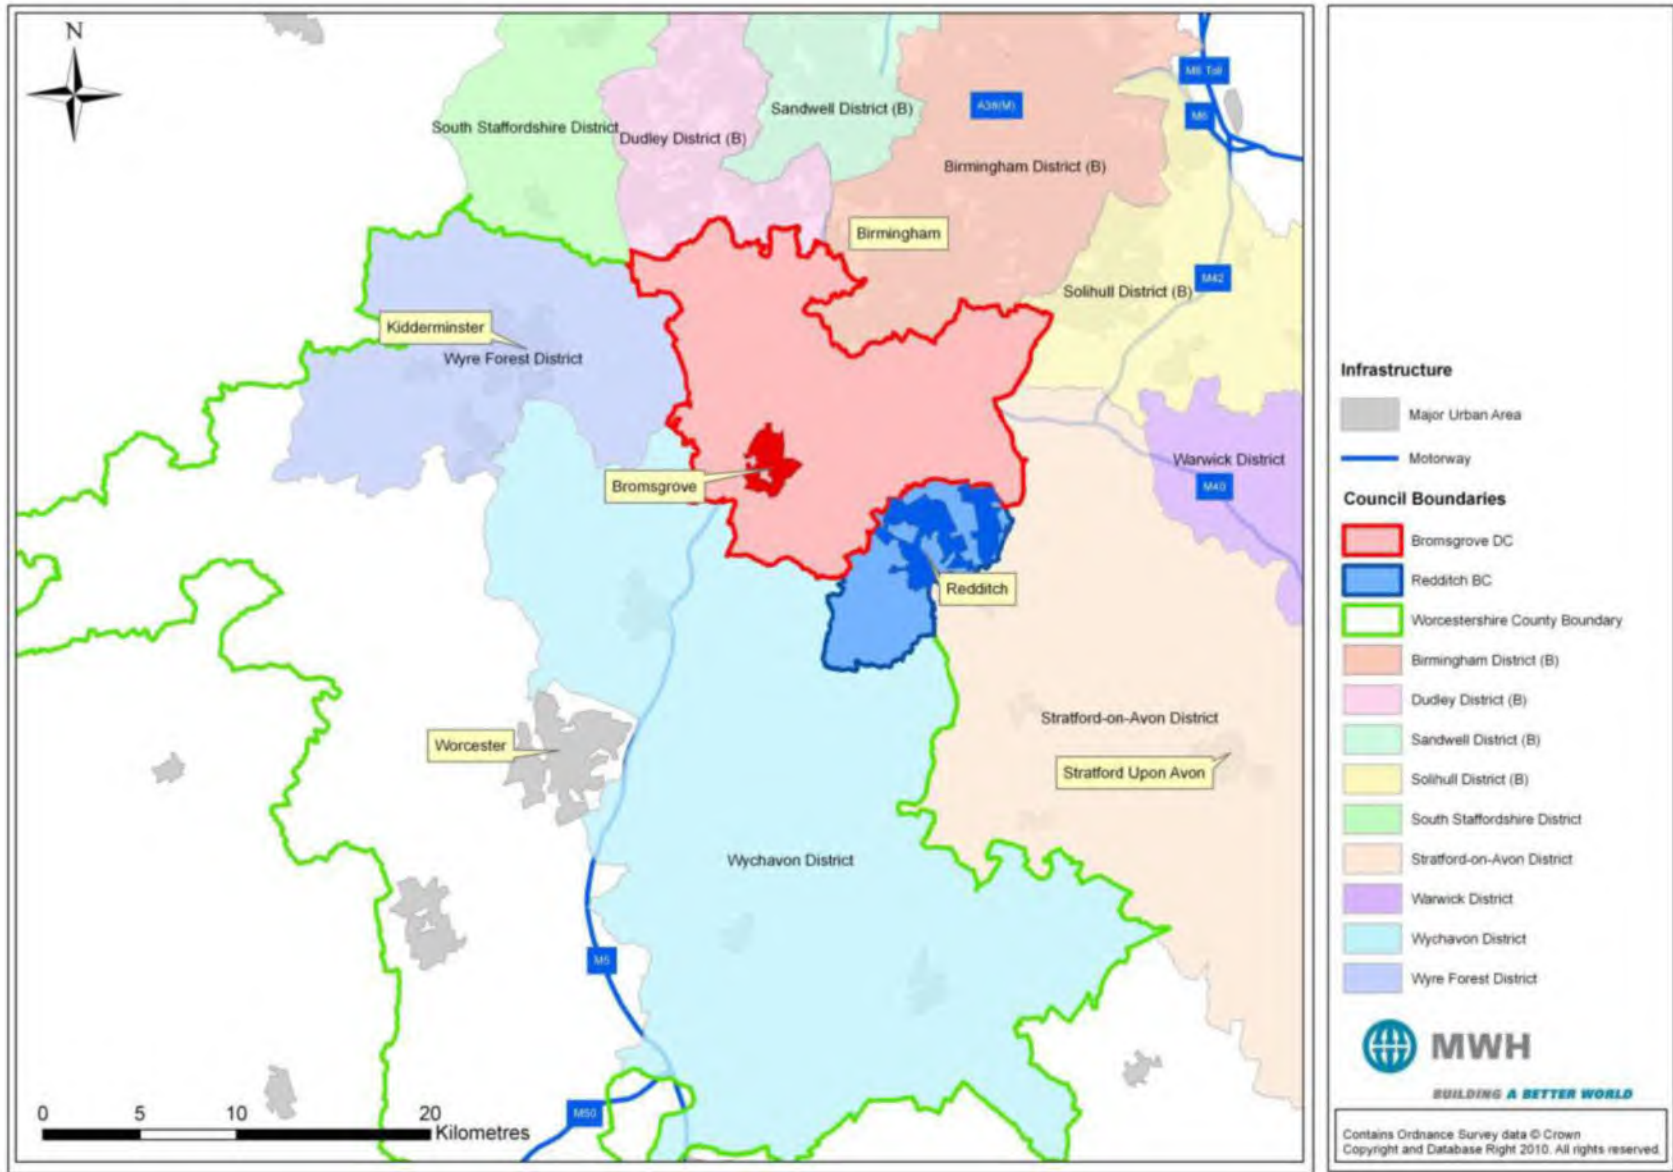 N
M6 Toll
A38(M)
M6
Sandwell District (B)
South Staffordshire District
Dudley District (B)
Birmingham District (B)
Birmingham
M42
Solihull District (B)
Kidderminster
Wyre Forest District
Warwick District
M40
Bromsgrove
Redditch
Stratford-on-Avon District
Worcester
Stratford Upon Avon
Wychavon District
M5
M50
0 5 10 20
Kilometres
Infrastructure
Major Urban Area
Motorway
Council Boundaries
Bromsgrove DC
Redditch BC
Worcestershire County Boundary
Birmingham District (B)
Dudley District (B)
Sandwell District (B)
Solihull District (B)
South Staffordshire District
Stratford-on-Avon District
Warwick District
Wychavon District
Wyre Forest District
MWH
BUILDING A BETTER WORLD
Contains Ordnance Survey data © Crown
Copyright and Database Right 2010. All rights reserved.